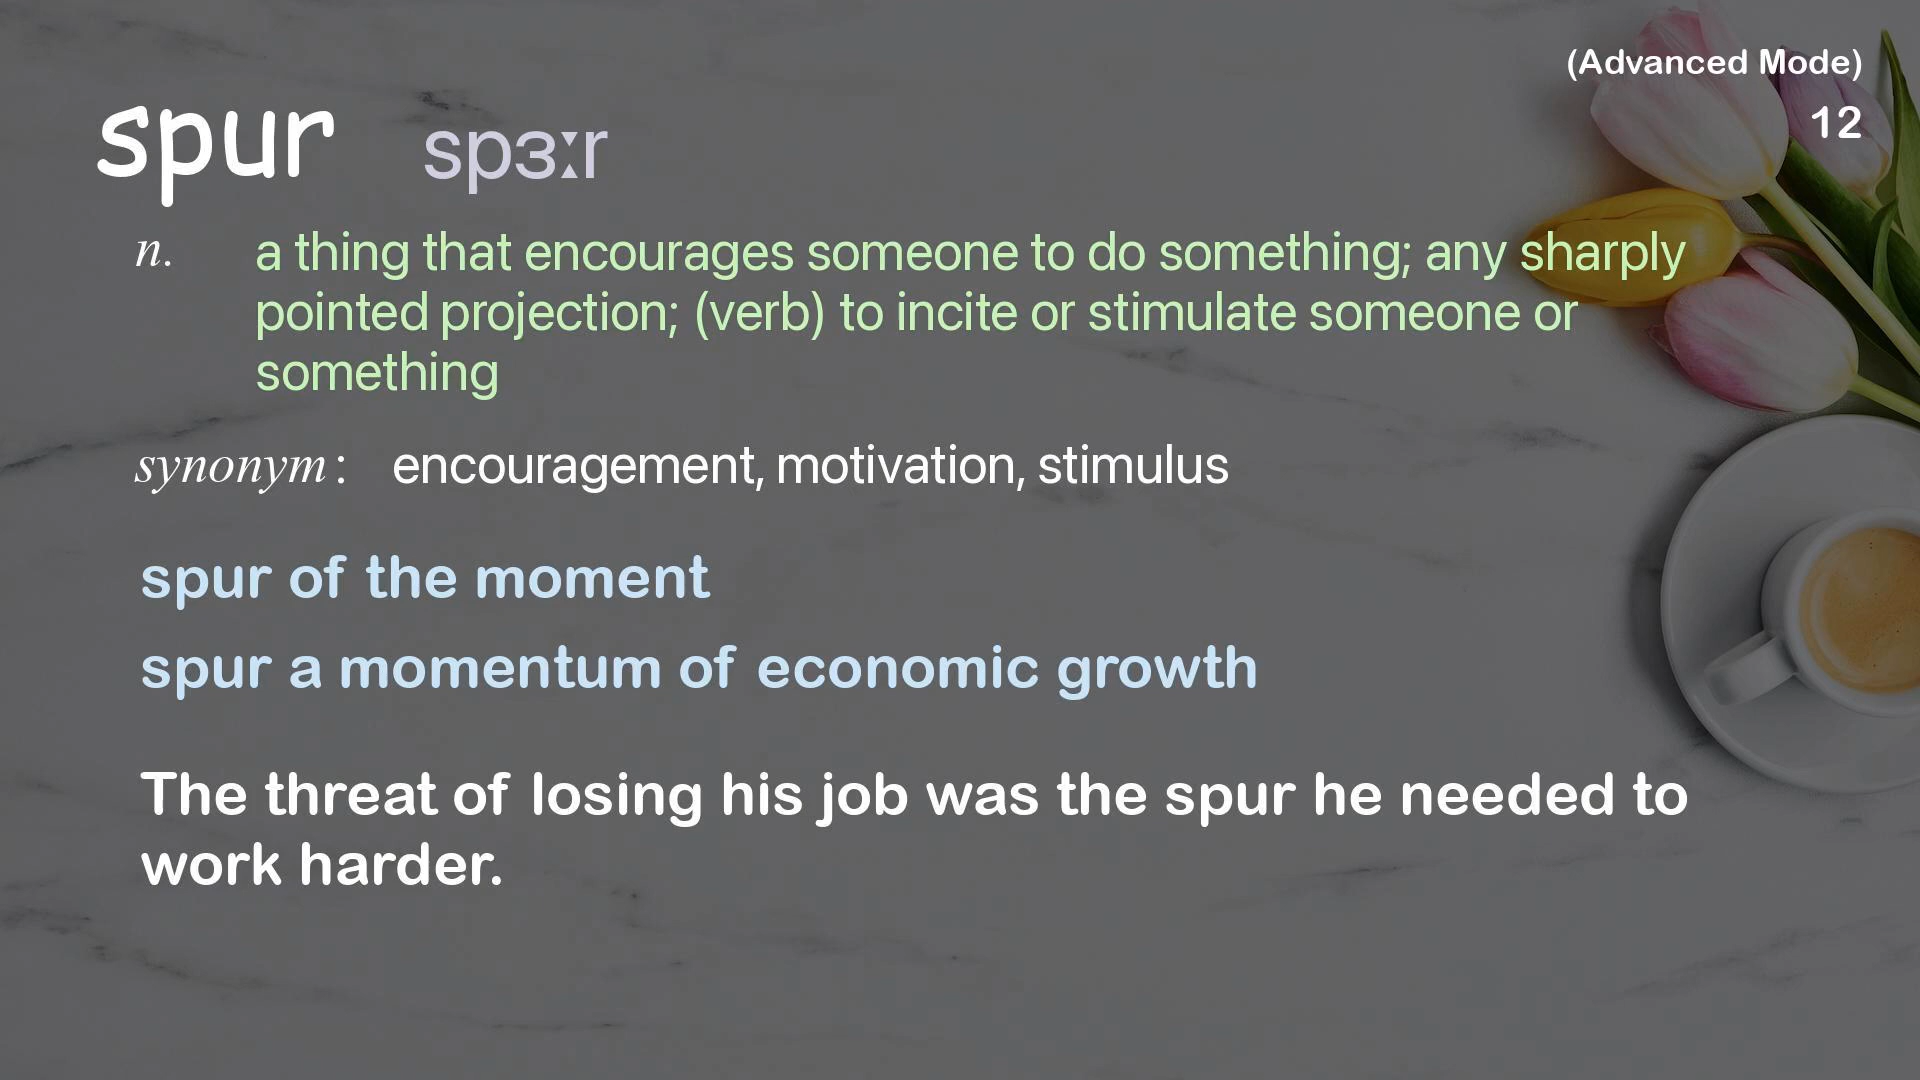 (Advanced Mode)
spur spɜːr
12
n. a thing that encourages someone to do something; any sharply
pointed projection; (verb) to incite or stimulate someone or
something
synonym : encouragement, motivation, stimulus
spur of the moment
spur a momentum of economic growth
The threat of losing his job was the spur he needed to
work harder.